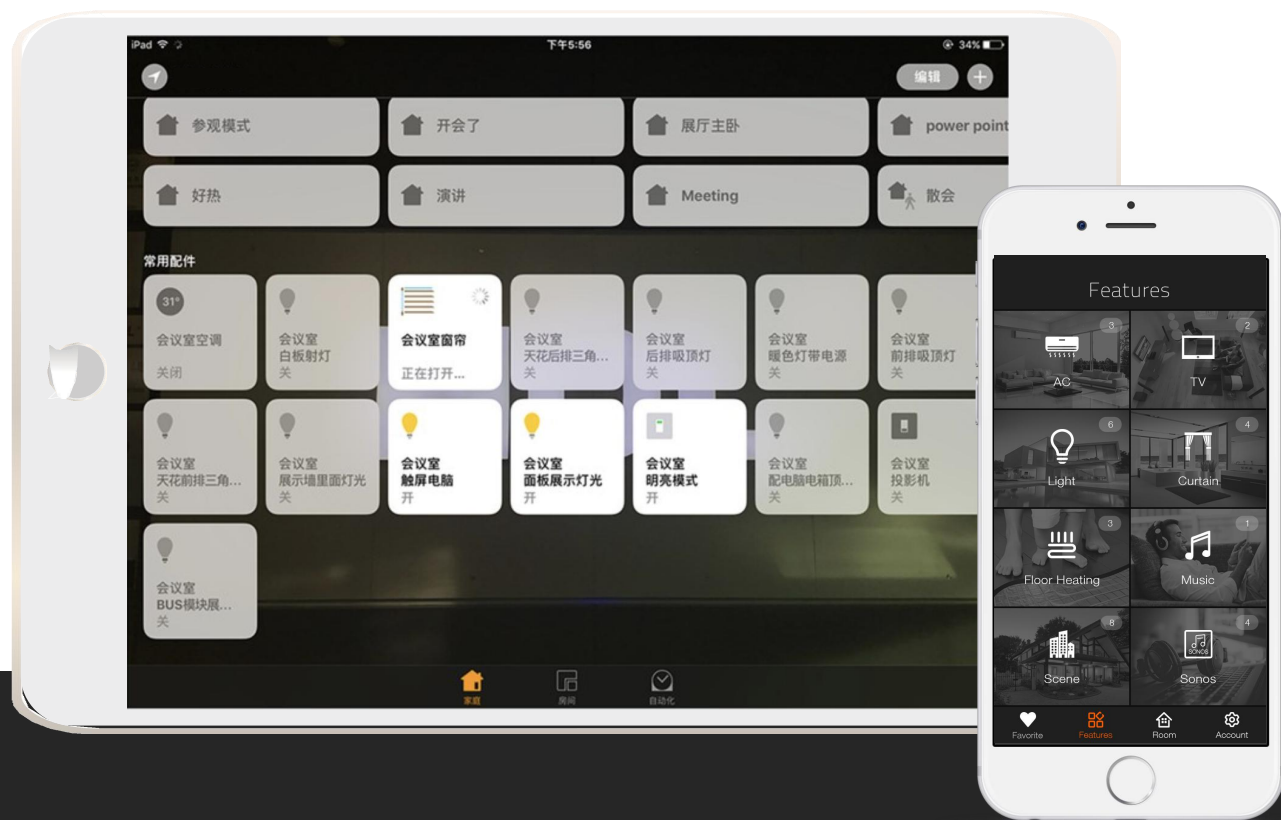 iPad
下午5:56
34%
编辑
参观模式
开会了
展厅主卧
power point
好热
演讲
Meeting
散会
常用配件
31°
会议室空调
关闭
会议室
白板射灯
关
会议室窗帘
正在打开...
会议室
天花后排三角...
关
会议室
后排吸顶灯
关
会议室
暖色灯带电源
关
会议室
前排吸顶灯
关
会议室
天花前排三角...
关
会议室
展示墙里面灯光
关
会议室
触屏电脑
开
会议室
面板展示灯光
开
会议室
明亮模式
开
会议室
配电脑电箱顶...
关
会议室
投影机
关
会议室
BUS模块展...
关
家庭
房间
自动化
Features
3
AC
2
TV
6
Light
4
Curtain
3
Floor Heating
1
Music
8
Scene
4
SONOS
Sonos
Favorite
Features
Room
Account